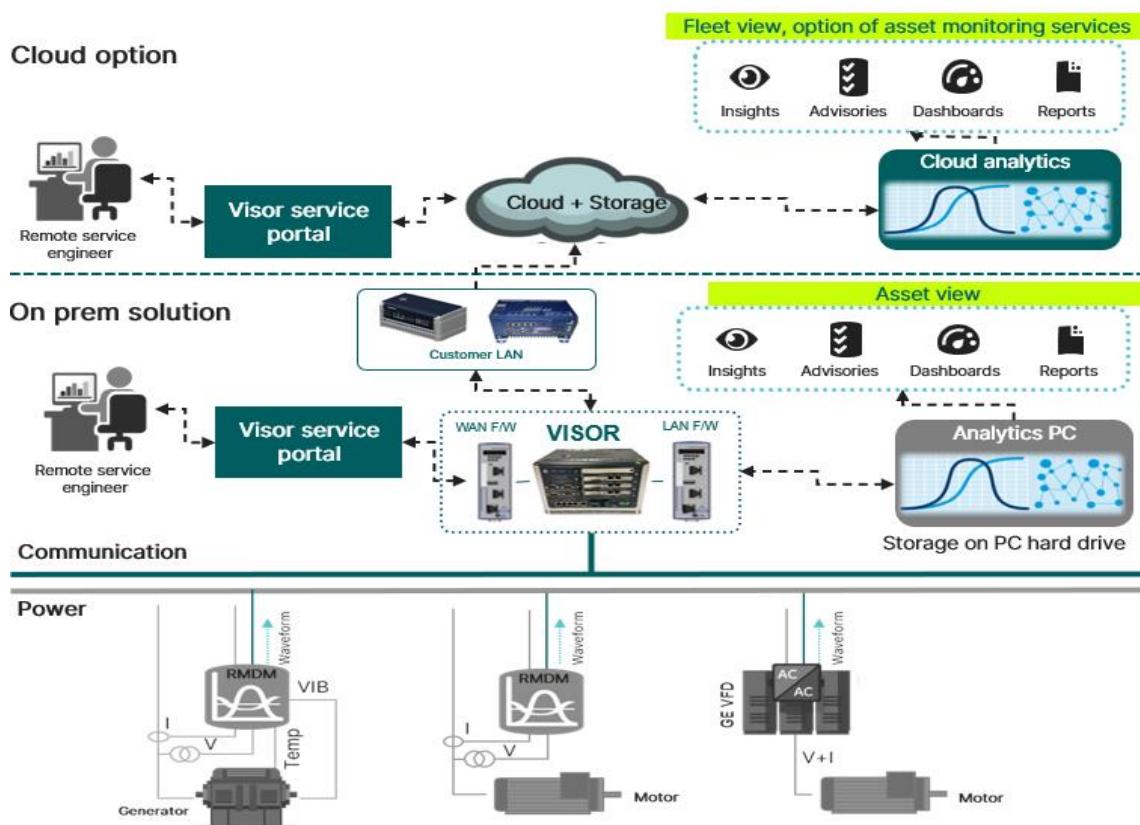 Fleet view, option of asset monitoring services
Cloud option
Insights
Advisories
Dashboards
Reports
Cloud analytics
Cloud + Storage
Visor service
portal
Remote service
engineer
On prem solution
Asset view
Customer LAN
Insights
Advisories
Dashboards
Reports
WAN F/W
VISOR
LAN F/W
Visor service
portal
Analytics PC
Remote service
engineer
Storage on PC hard drive
Communication
Power
Waveform
RMDM
VIB
I
V
Temp
Generator
Waveform
RMDM
I
V
Motor
Waveform
AC
AC
GE VFD
V+I
Motor